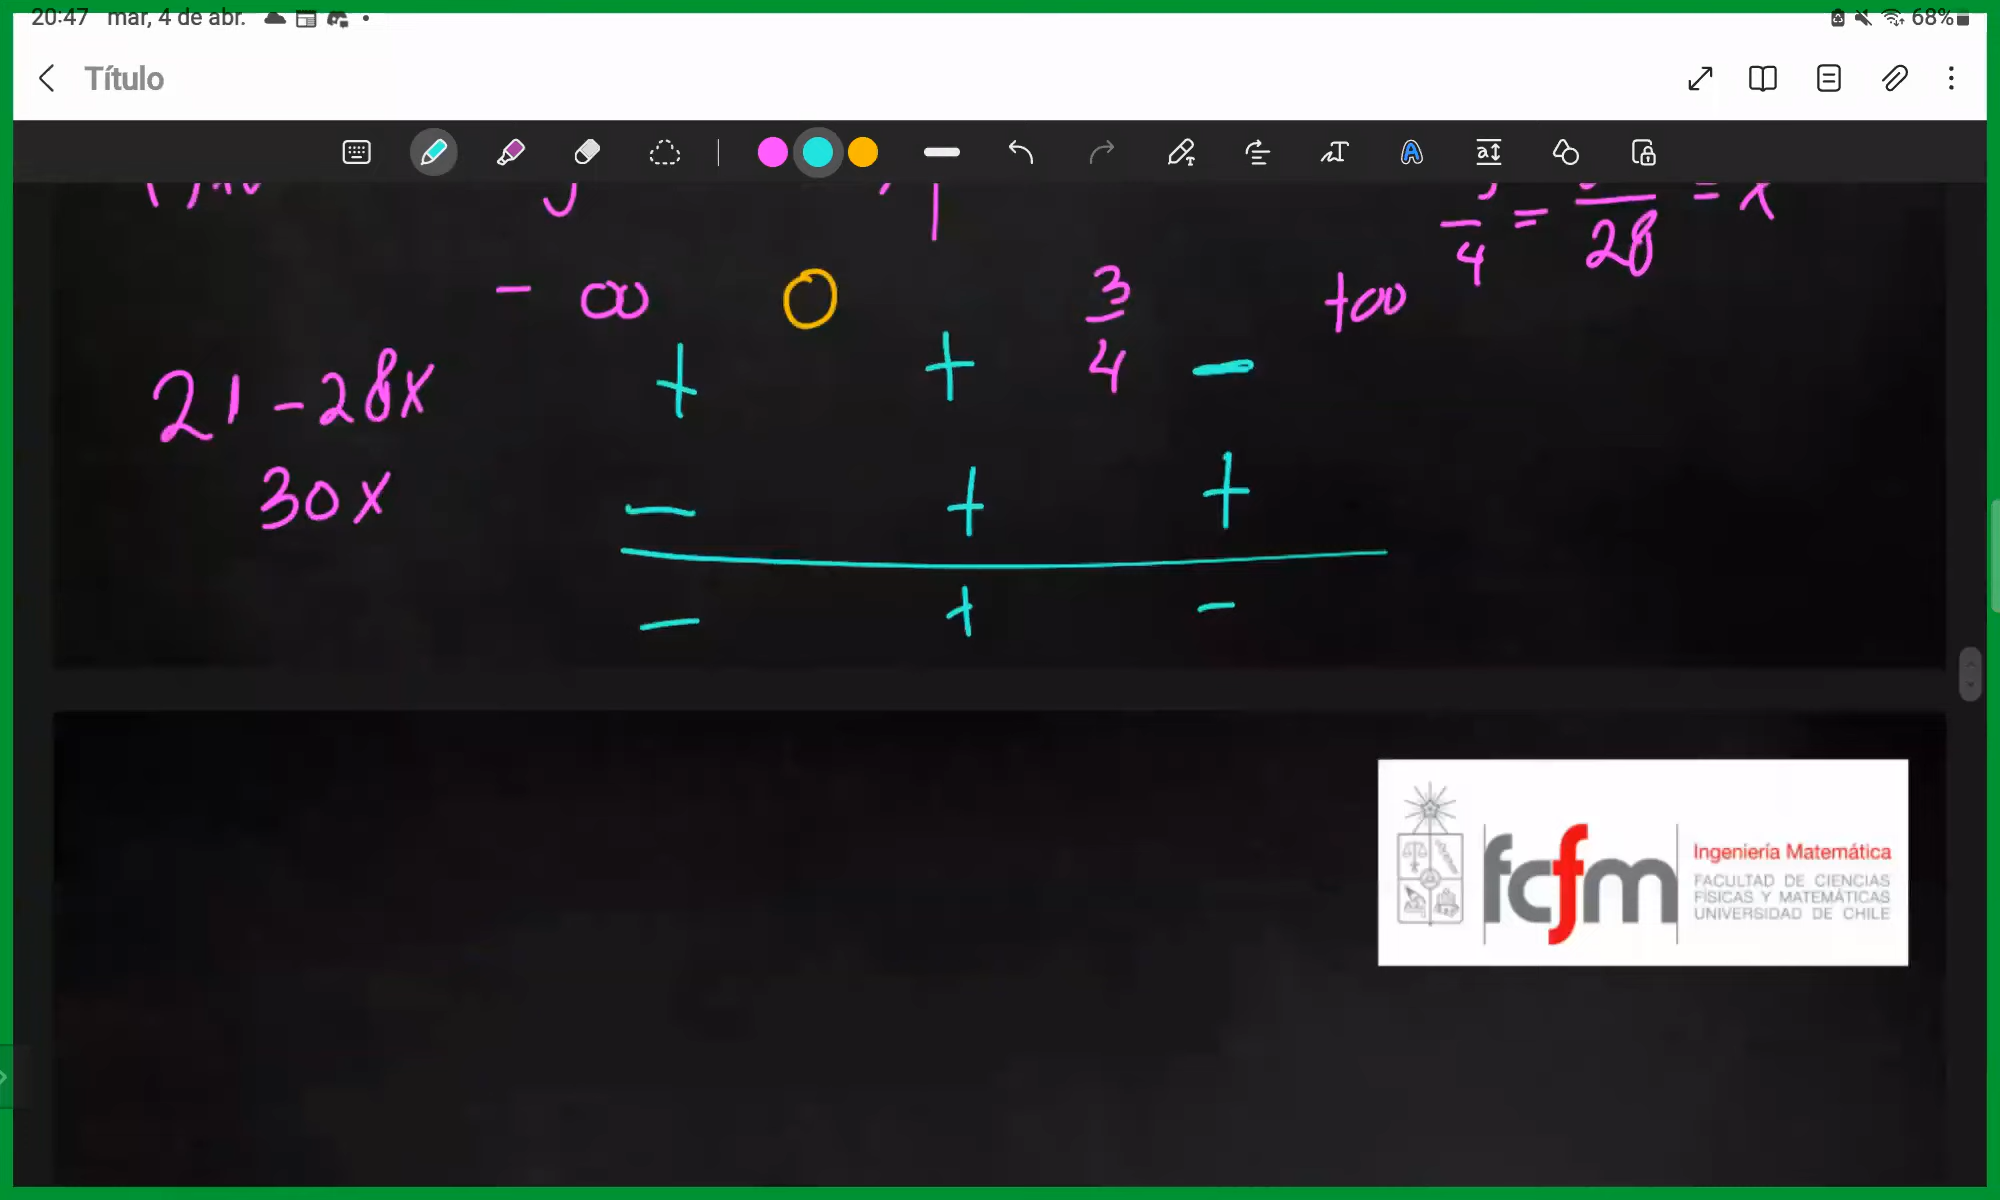 20:47 mar, 4 de abr. 68%
Título
4 = 28 = x
- ∞ 0 3/4 +∞
21 - 28x + + -
30x - + +
- + -
fcfm
Ingeniería Matemática
FACULTAD DE CIENCIAS
FÍSICAS Y MATEMÁTICAS
UNIVERSIDAD DE CHILE